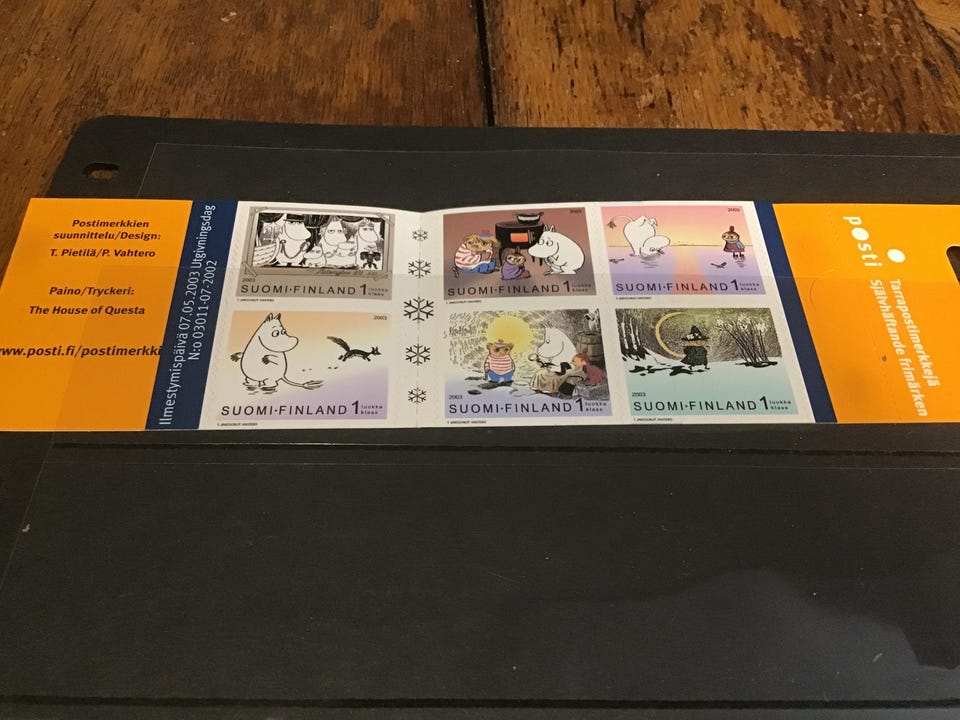 Postimerkkien
suunnittelu/Design:
T. Pietilä/P. Vahtero
Paino/Tryckeri:
The House of Questa
www.posti.fi/postimerkki
Ilmestymispäivä 07.05.2003 Utgivningsdag
N:o 003011-07-2002
2003
SUOMI·FINLAND 1 luokka
klass
2003
SUOMI·FINLAND 1 luokka
klass
2003
SUOMI·FINLAND 1 luokka
klass
2003
SUOMI·FINLAND 1 luokka
klass
2003
SUOMI·FINLAND 1 luokka
klass
2003
SUOMI·FINLAND 1 luokka
klass
posti
Tarrapostimerkkejä
Självhäftande frimärken